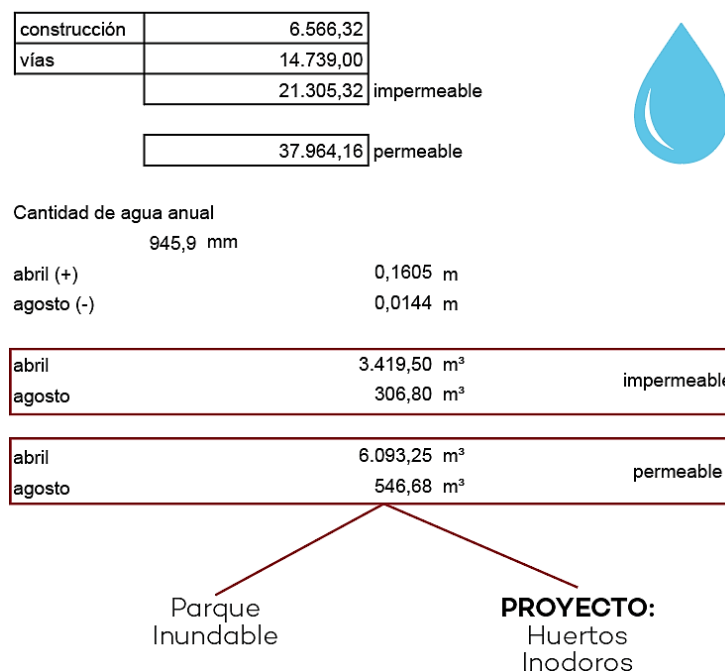 construcción 6.566,32
vías 14.739,00
21.305,32 impermeable
37.964,16 permeable
Cantidad de agua anual
945,9 mm
abril (+) 0,1605 m
agosto (-) 0,0144 m
abril 3.419,50 m³
impermeable
agosto 306,80 m³
abril 6.093,25 m³
permeable
agosto 546,68 m³
Parque
Inundable
PROYECTO:
Huertos
Inodoros